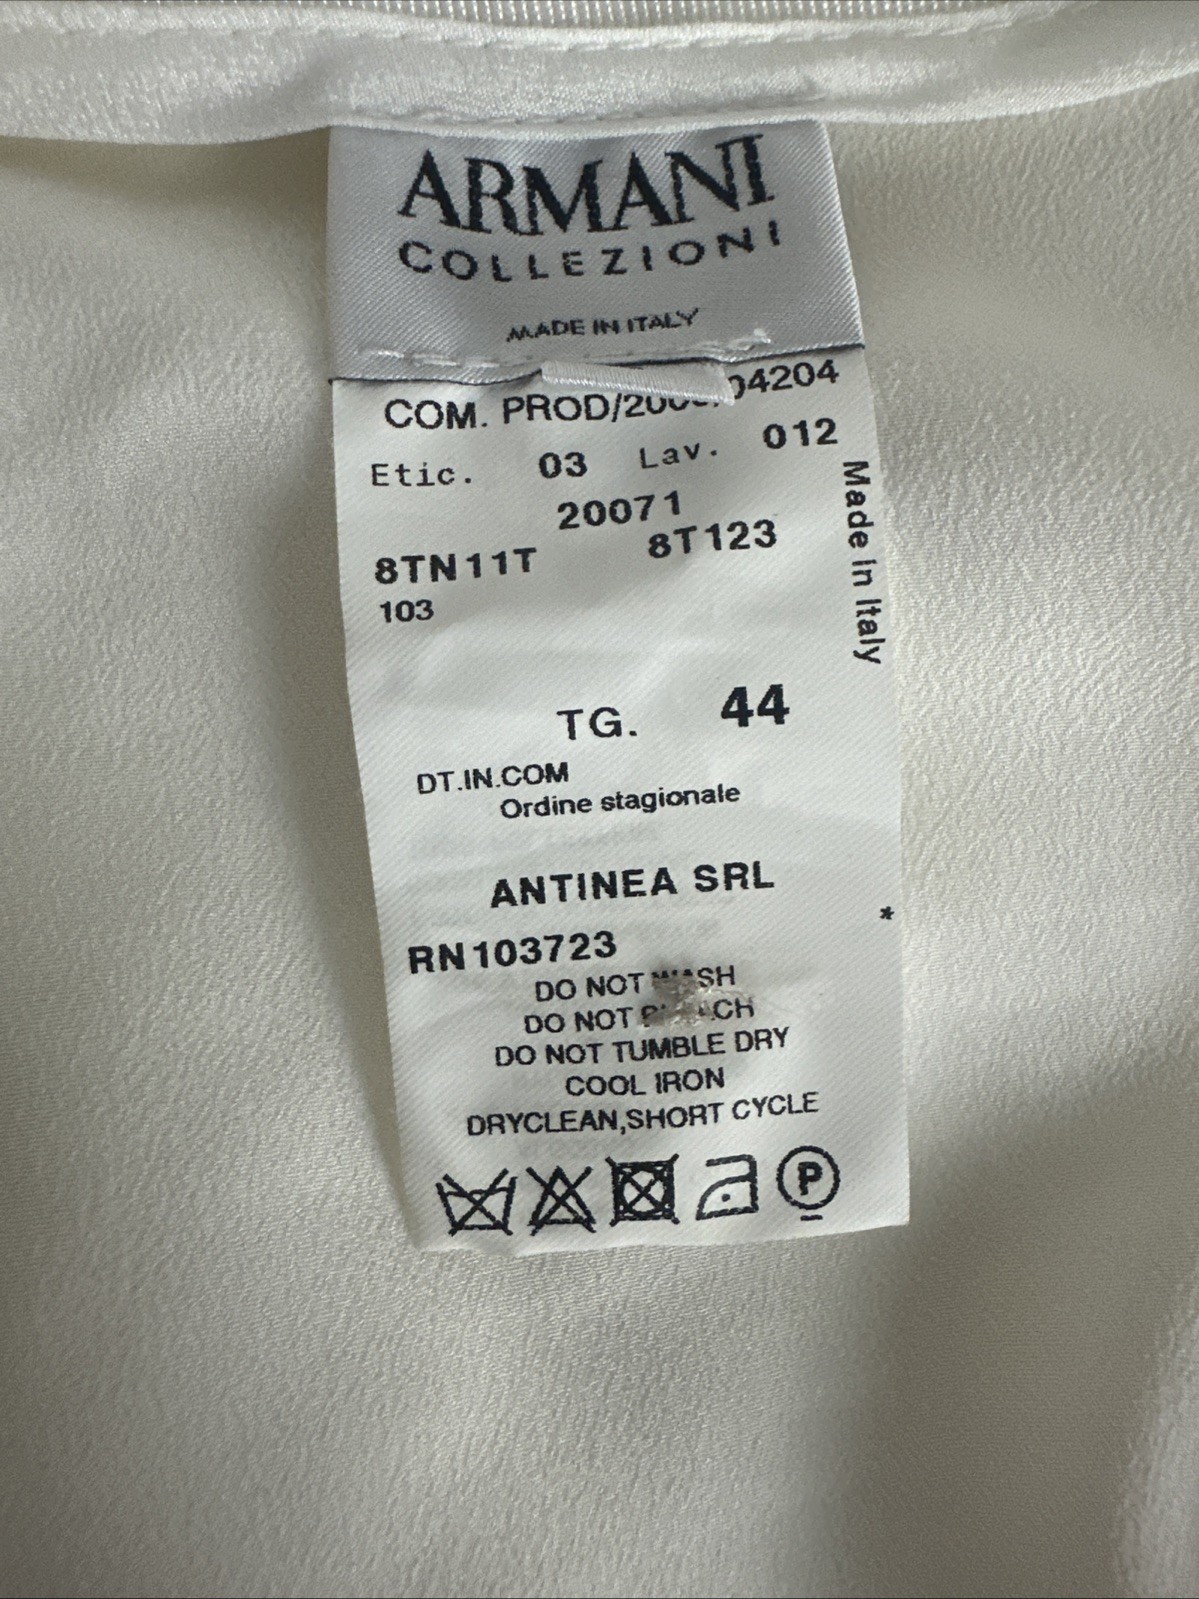 ARMANI
COLLEZIONI
MADE IN ITALY
COM. PROD/ 04204
Etic. 03 Lav. 012
20071
8TN11T 8T123
103
Made in Italy
TG. 44
DT.IN.COM
Ordine stagionale
ANTINEA SRL
*
RN103723
DO NOT WASH
DO NOT BLEACH
DO NOT TUMBLE DRY
COOL IRON
DRYCLEAN,SHORT CYCLE
P